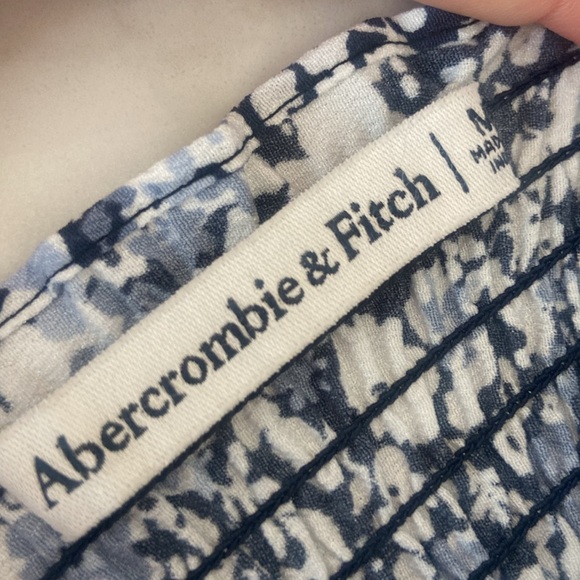 Abercrombie & Fitch | M